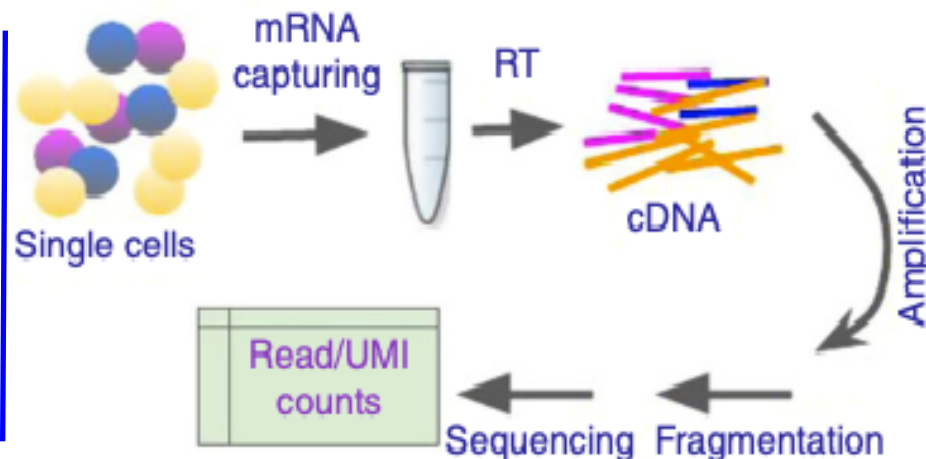 mRNA
capturing
RT
Single cells
cDNA
Amplification
Read/UMI
counts
Sequencing
Fragmentation